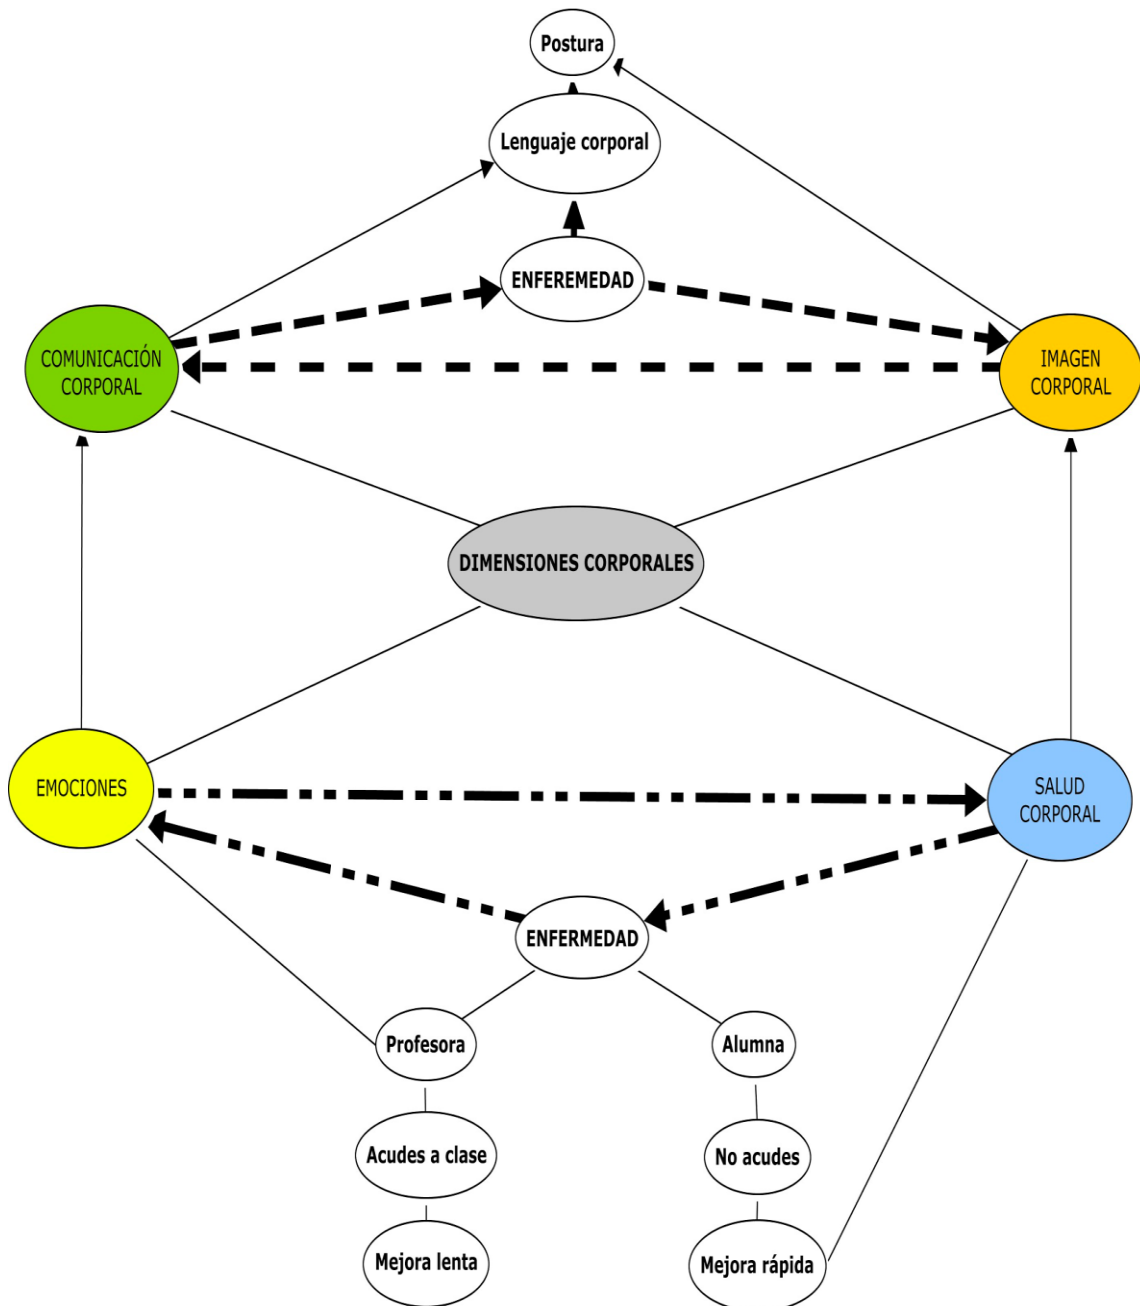 Postura
Lenguaje corporal
ENFEREMEDAD
COMUNICACIÓN
CORPORAL
IMAGEN
CORPORAL
DIMENSIONES CORPORALES
EMOCIONES
SALUD
CORPORAL
ENFERMEDAD
Profesora
Alumna
Acudes a clase
No acudes
Mejora lenta
Mejora rápida